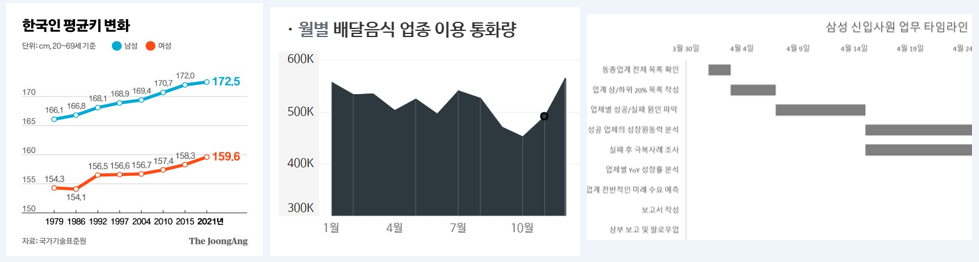 한국인 평균키 변화
단위: cm, 20~69세 기준
남성
여성
170
165
160
155
150
166.1
166.8
168.1
168.9
169.4
170.7
172.0
172.5
154.3
154.1
156.5
156.6
156.7
157.4
158.3
159.6
1979 1986 1992 1997 2004 2010 2015 2021년
자료: 국가기술표준원
The JoongAng
· 월별 배달음식 업종 이용 통화량
600K
500K
400K
300K
1월 4월 7월 10월
삼성 신입사원 업무 타임라인
3월 30일 4월 4일 4월 9일 4월 14일 4월 19일 4월 24
동종업계 전체 목록 확인
업계 상/하위 20% 목록 작성
업체별 성공/실패 원인 파악
성공 업체의 성장원동력 분석
실패 후 극복사례 조사
업체별 YoY 성장률 분석
업계 전반적인 미래 수요 예측
보고서 작성
상부 보고 및 팔로우업